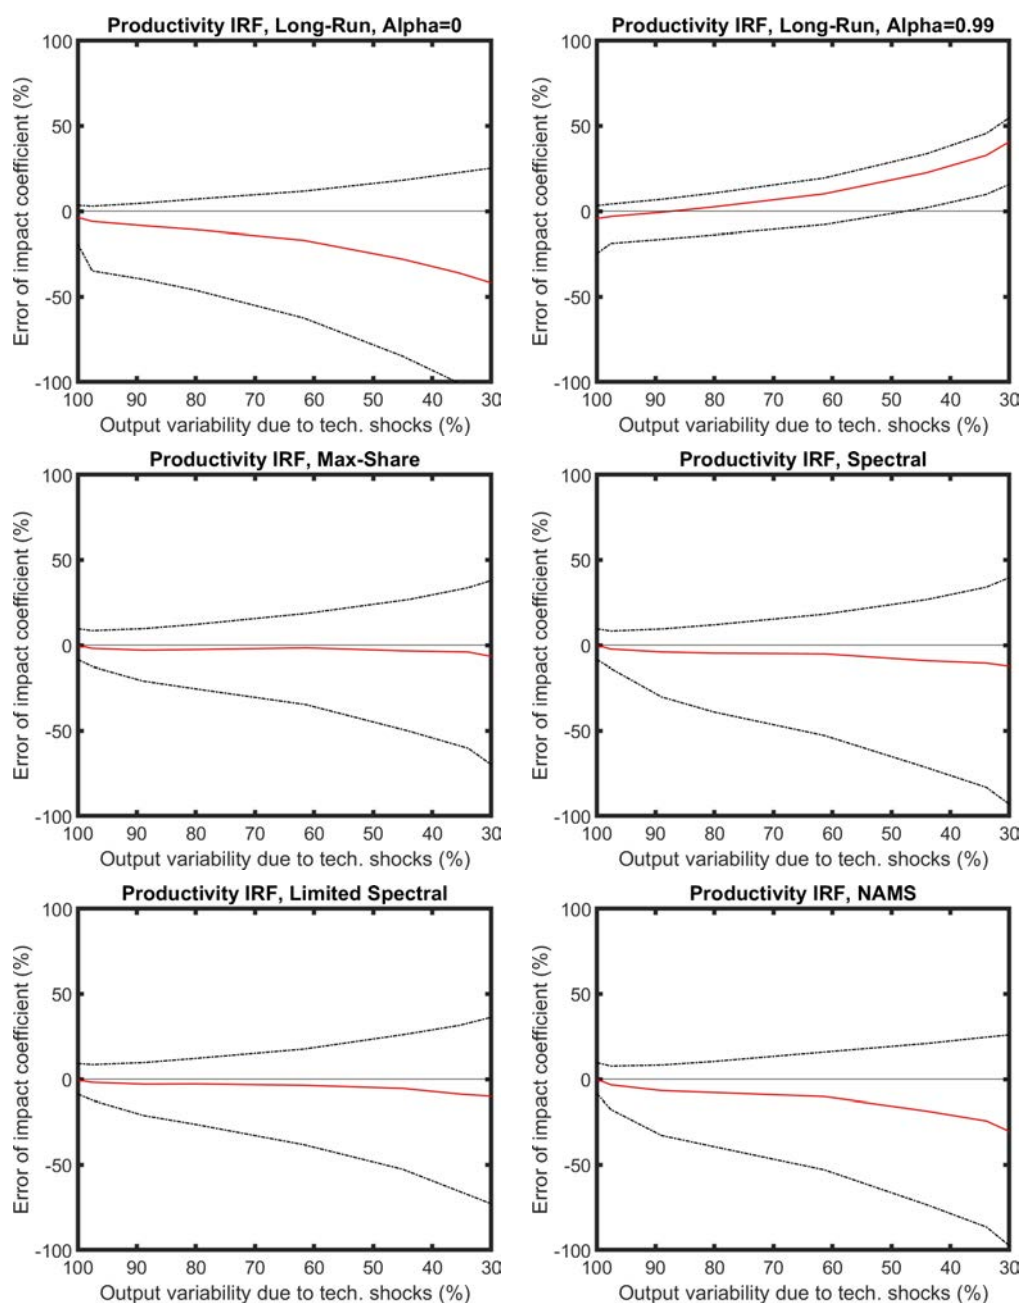 Productivity IRF, Long-Run, Alpha=0
Error of impact coefficient (%)
100
50
0
-50
-100
100 90 80 70 60 50 40 30
Output variability due to tech. shocks (%)
Productivity IRF, Long-Run, Alpha=0.99
Error of impact coefficient (%)
100
50
0
-50
-100
100 90 80 70 60 50 40 30
Output variability due to tech. shocks (%)
Productivity IRF, Max-Share
Error of impact coefficient (%)
100
50
0
-50
-100
100 90 80 70 60 50 40 30
Output variability due to tech. shocks (%)
Productivity IRF, Spectral
Error of impact coefficient (%)
100
50
0
-50
-100
100 90 80 70 60 50 40 30
Output variability due to tech. shocks (%)
Productivity IRF, Limited Spectral
Error of impact coefficient (%)
100
50
0
-50
-100
100 90 80 70 60 50 40 30
Output variability due to tech. shocks (%)
Productivity IRF, NAMS
Error of impact coefficient (%)
100
50
0
-50
-100
100 90 80 70 60 50 40 30
Output variability due to tech. shocks (%)